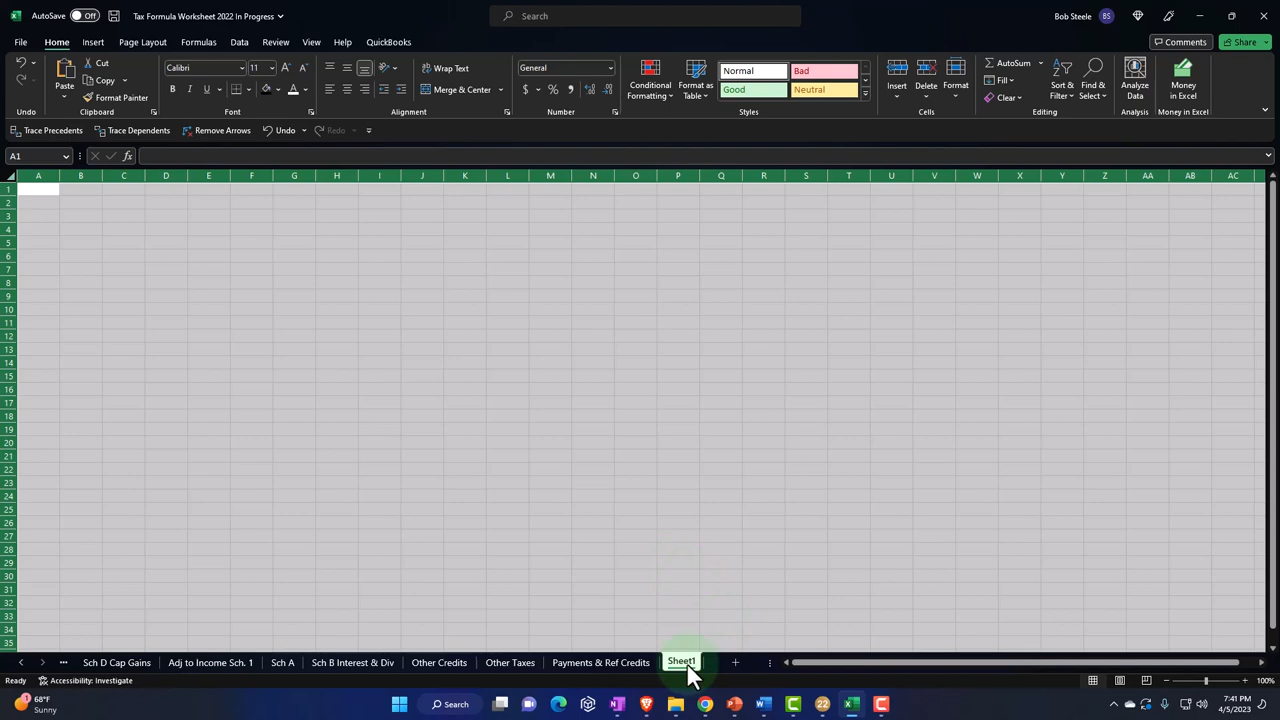 AutoSave Off Tax Formula Worksheet 2022 In Progress Search Bob Steele BS
File Home Insert Page Layout Formulas Data Review View Help QuickBooks Comments Share
Cut Calibri 11 Wrap Text General Normal Bad AutoSum
Copy Good Neutral Fill
Format Painter Merge & Center Clear
Paste Conditional Formatting Format as Table Insert Delete Format Sort & Filter Find & Select Analyze Data Money in Excel
Undo Clipboard Font Alignment Number Styles Cells Editing Analysis Money in Excel
Trace Precedents Trace Dependents Remove Arrows Undo Redo
A1 fx
A B C D E F G H I J K L M N O P Q R S T U V W X Y Z AA AB AC
1
2
3
4
5
6
7
8
9
10
11
12
13
14
15
16
17
18
19
20
21
22
23
24
25
26
27
28
29
30
31
32
33
34
35
Sch D Cap Gains Adj to Income Sch. 1 Sch A Sch B Interest & Div Other Credits Other Taxes Payments & Ref Credits Sheet1
Ready Accessibility: Investigate 100%
68°F Search 22 7:41 PM
Sunny 4/5/2023